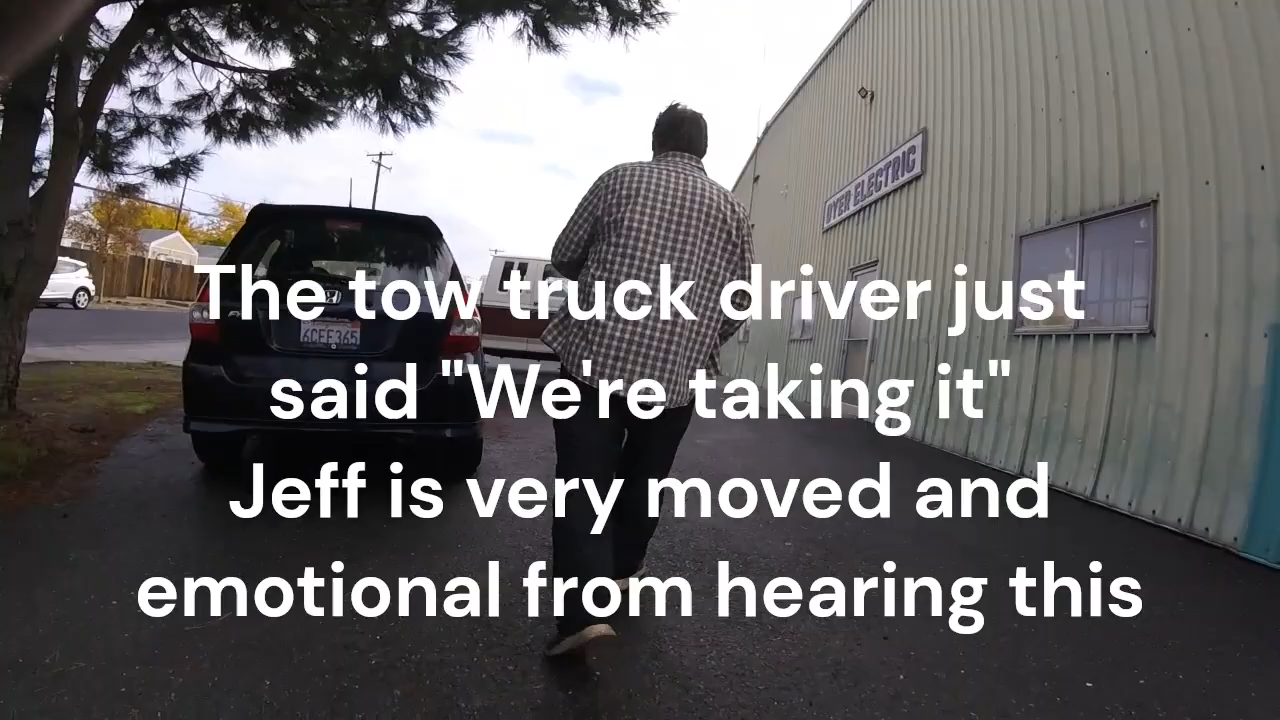 DYER ELECTRIC
6CEE365
The tow truck driver just
said "We're taking it"
Jeff is very moved and
emotional from hearing this